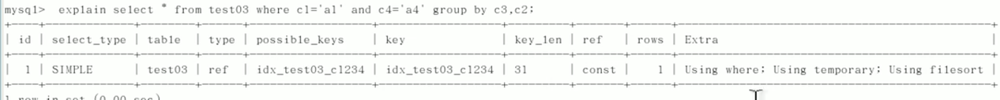 mysql>  explain select * from test03 where c1='a1' and c4='a4' group by c3,c2;
+----+-------------+--------+------+-------------------+-------------------+---------+-------+------+----------------------------------------------+
| id | select_type | table  | type | possible_keys     | key               | key_len | ref   | rows | Extra                                        |
+----+-------------+--------+------+-------------------+-------------------+---------+-------+------+----------------------------------------------+
|  1 | SIMPLE      | test03 | ref  | idx_test03_c1234 | idx_test03_c1234 | 31      | const |    1 | Using where; Using temporary; Using filesort |
+----+-------------+--------+------+-------------------+-------------------+---------+-------+------+----------------------------------------------+
1 row in set (0.00 sec)